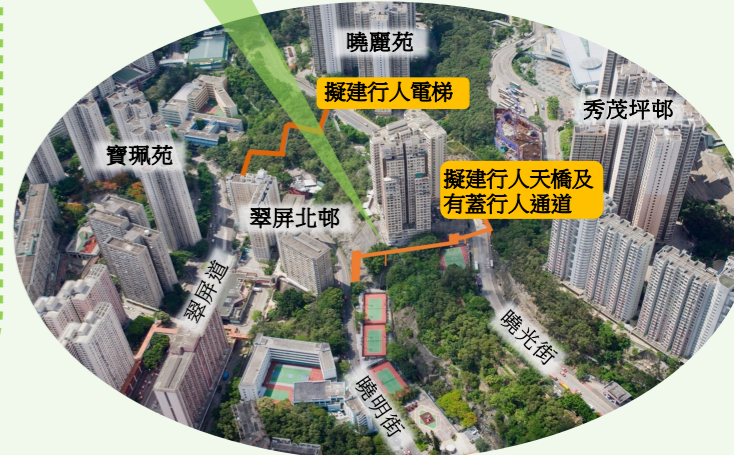 曉麗苑
擬建行人電梯
秀茂坪邨
寶珮苑
擬建行人天橋及
有蓋行人通道
翠屏北邨
翠屏道
曉光街
曉明街